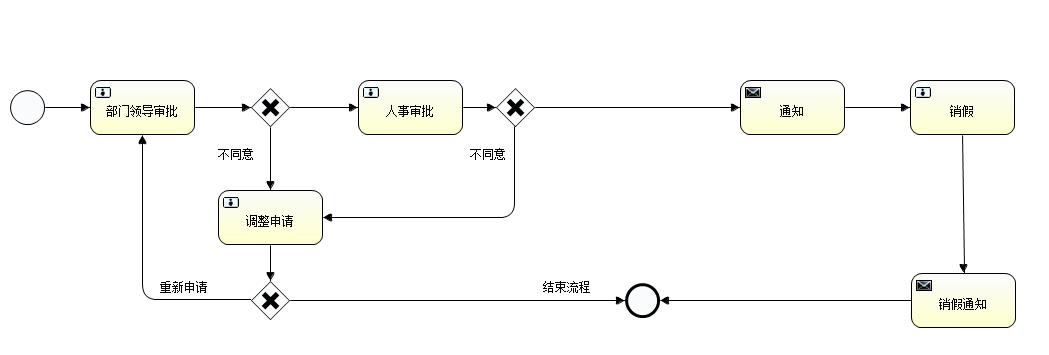 部门领导审批
人事审批
通知
销假
不同意
不同意
调整申请
重新申请
结束流程
销假通知